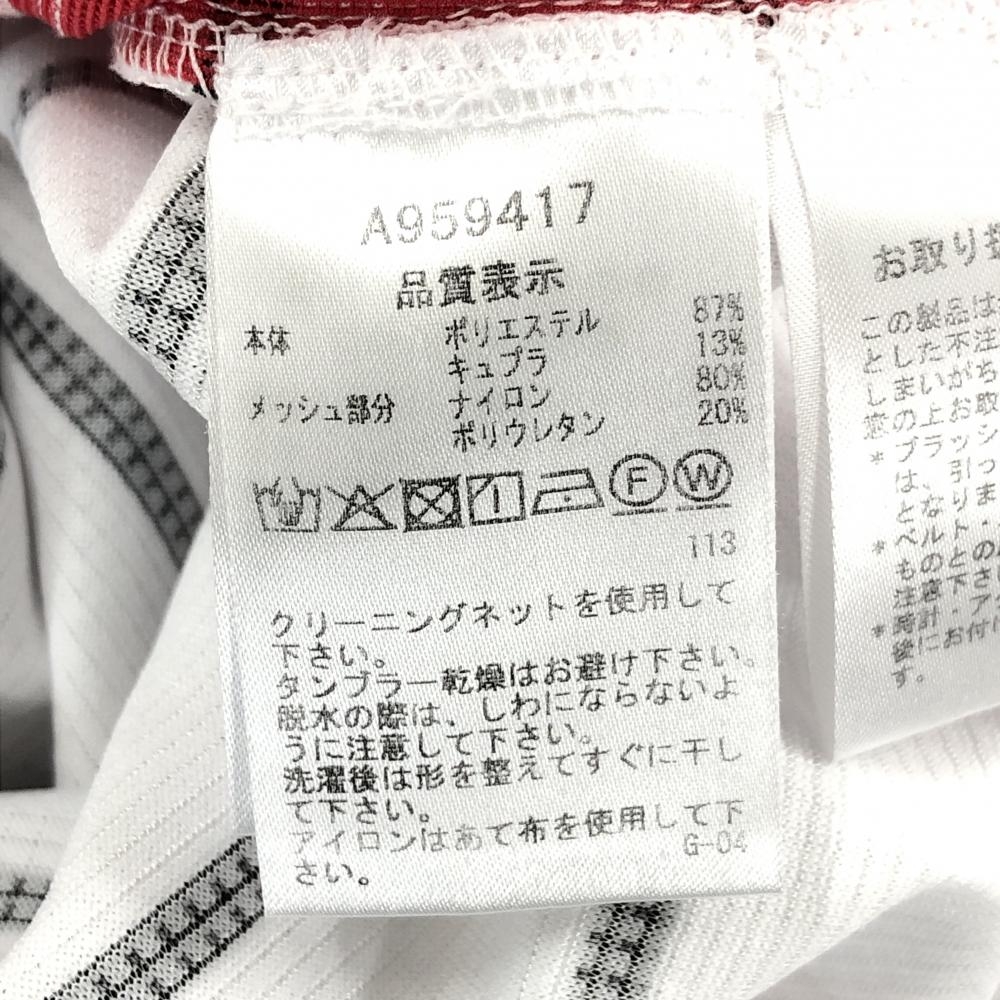 A959417
品質表示
本体 ポリエステル 87%
キュプラ 13%
メッシュ部分 ナイロン 80%
ポリウレタン 20%
F W
113
クリーニングネットを使用して
下さい。
タンブラー乾燥はお避け下さい。
脱水の際は、しわにならないよ
うに注意して下さい。
洗濯後は形を整えてすぐに干し
て下さい。
アイロンはあて布を使用して下
さい。
G-04
お取り扱
この製品は
とした不注
しまいがち
窓の上お取
*ブラッシ
は、引っ
となりま
ベルト・
もの窓との
注意下さ
*時計・ア
後にお付け
す。